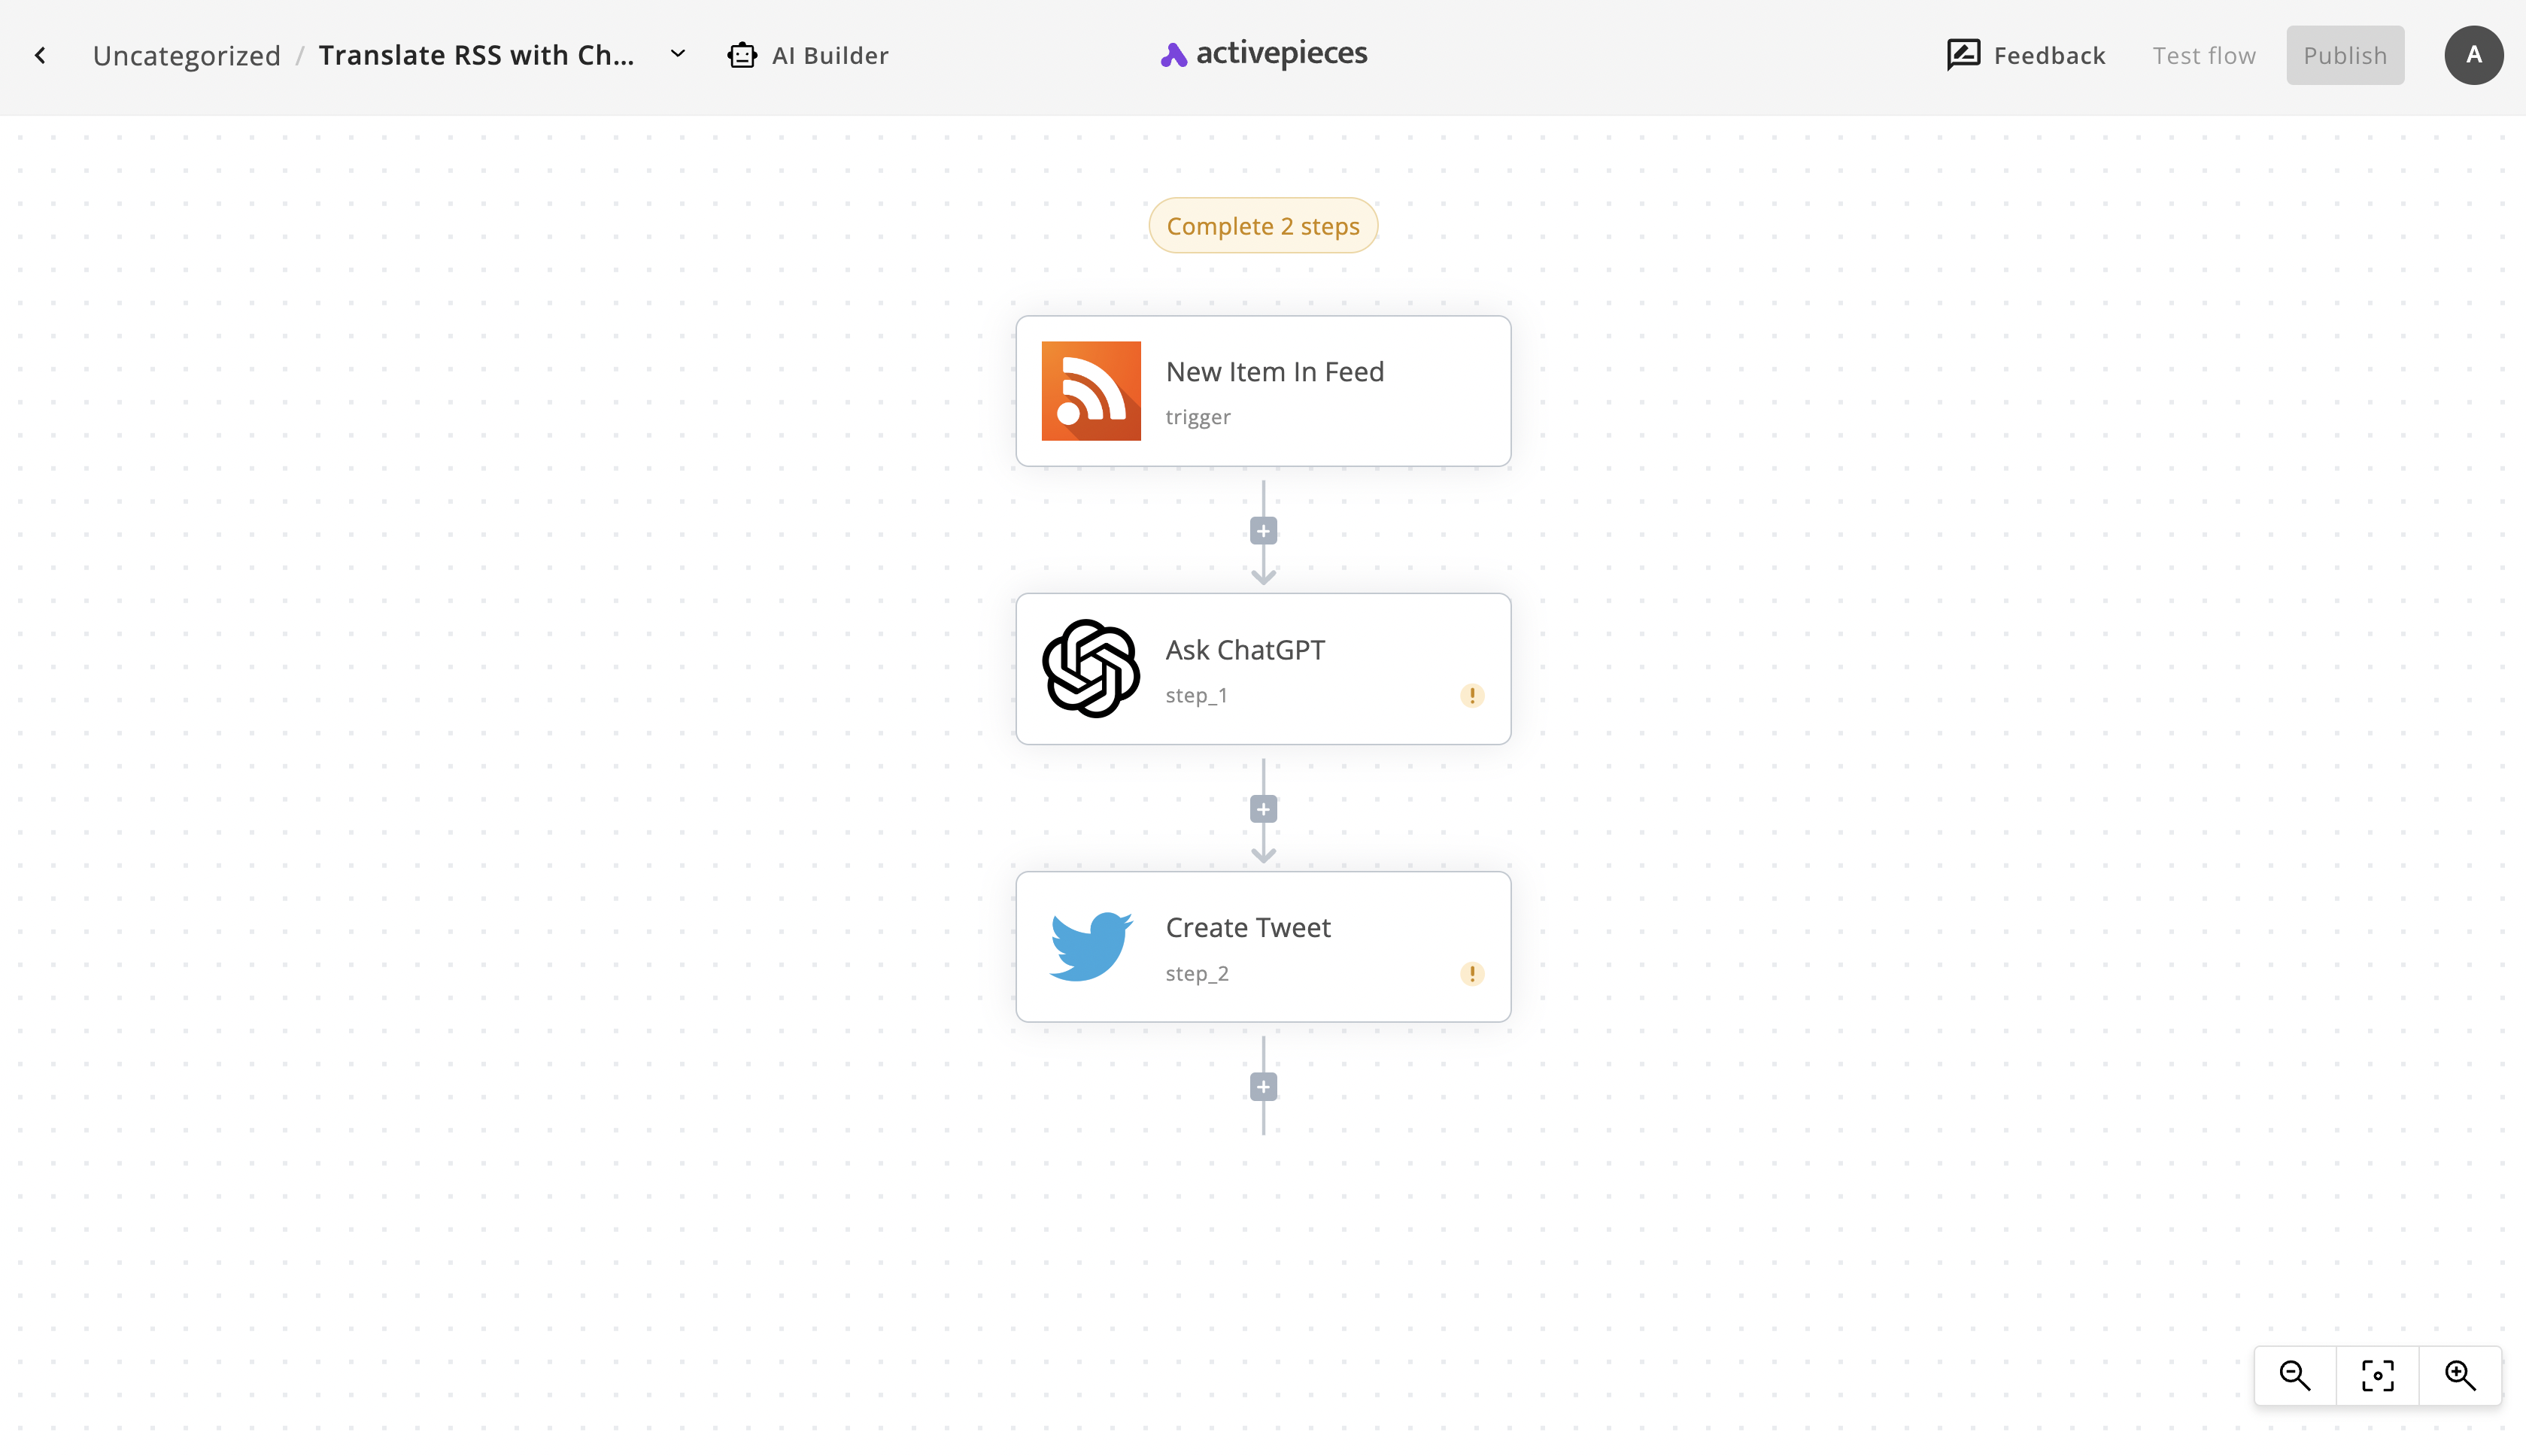 Uncategorized / Translate RSS with Ch...
AI Builder
activepieces
Feedback
Test flow
Publish
A
Complete 2 steps
New Item In Feed
trigger
Ask ChatGPT
step_1
!
Create Tweet
step_2
!